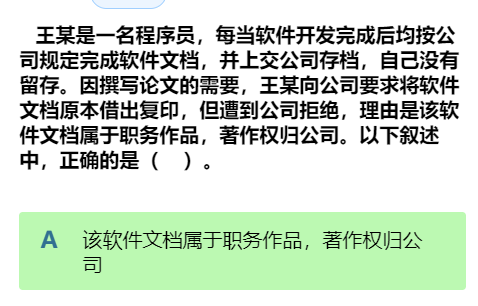 王某是一名程序员，每当软件开发完成后均按公
司规定完成软件文档，并上交公司存档，自己没有
留存。因撰写论文的需要，王某向公司要求将软件
文档原本借出复印，但遭到公司拒绝，理由是该软
件文档属于职务作品，著作权归公司。以下叙述
中，正确的是（ ）。
A 该软件文档属于职务作品，著作权归公
司